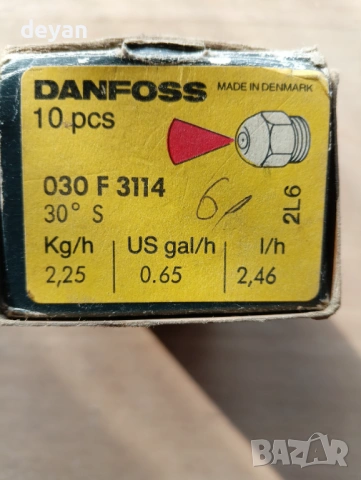 deyan
DANFOSS MADE IN DENMARK
10 pcs
030 F 3114
30° S
2L6
Kg/h US gal/h l/h
2,25 0.65 2,46
BAZAR